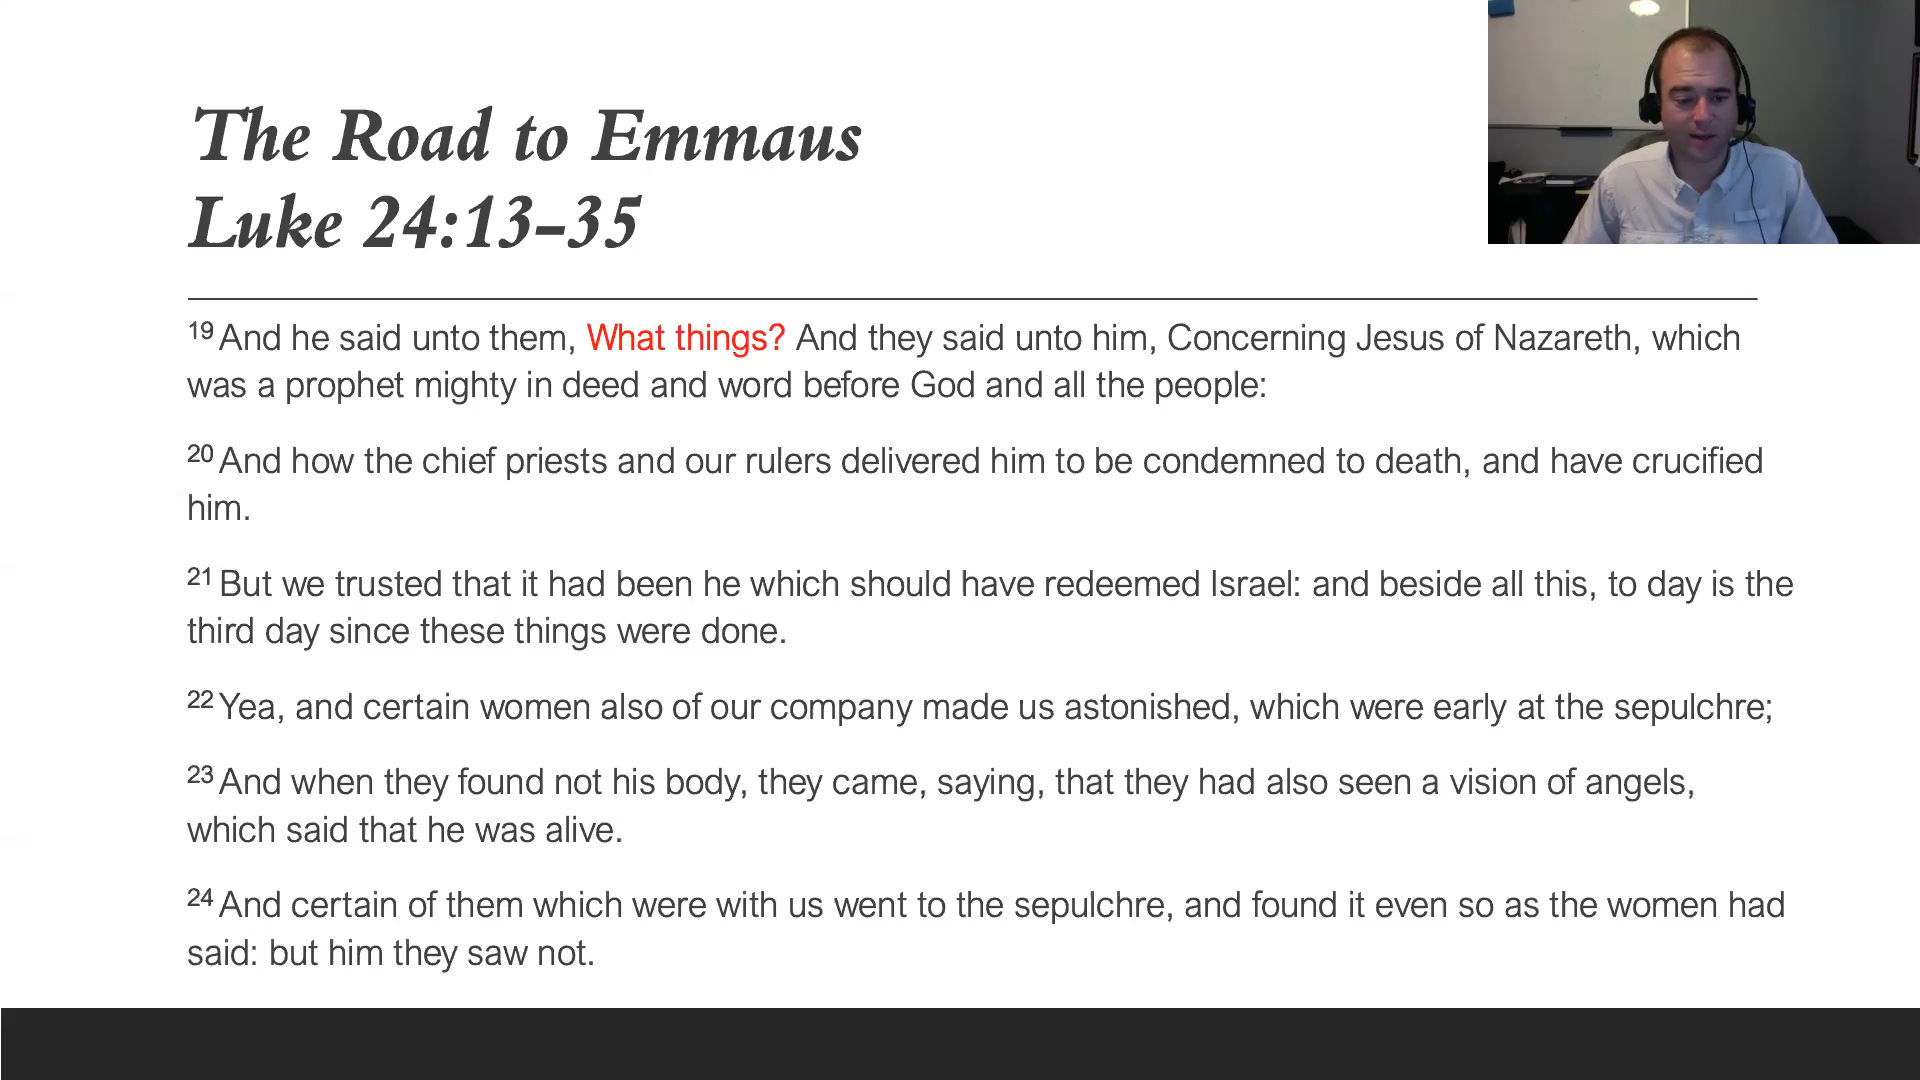 The Road to Emmaus
Luke 24:13–35
19 And he said unto them, What things? And they said unto him, Concerning Jesus of Nazareth, which
was a prophet mighty in deed and word before God and all the people:
20 And how the chief priests and our rulers delivered him to be condemned to death, and have crucified
him.
21 But we trusted that it had been he which should have redeemed Israel: and beside all this, to day is the
third day since these things were done.
22 Yea, and certain women also of our company made us astonished, which were early at the sepulchre;
23 And when they found not his body, they came, saying, that they had also seen a vision of angels,
which said that he was alive.
24 And certain of them which were with us went to the sepulchre, and found it even so as the women had
said: but him they saw not.